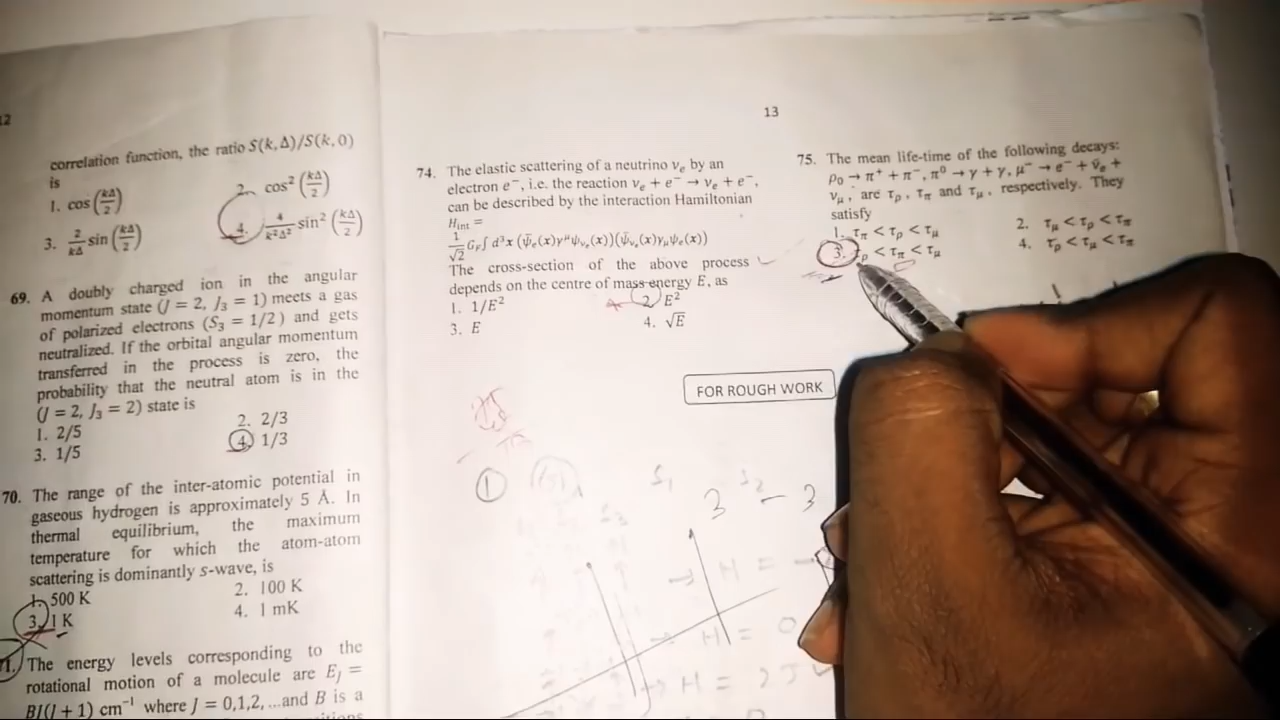 12
correlation function, the ratio S(k,Δ)/S(k,0)
is
1. cos (kΔ/2)
2. cos² (kΔ/2)
3. 2/kΔ sin (kΔ/2)
4. 4/k²Δ² sin² (kΔ/2)
69. A doubly charged ion in the angular
momentum state (J = 2, J₃ = 1) meets a gas
of polarized electrons (S₃ = 1/2) and gets
neutralized. If the orbital angular momentum
transferred in the process is zero, the
probability that the neutral atom is in the
(J = 2, J₃ = 2) state is
1. 2/5
2. 2/3
3. 1/5
4. 1/3
70. The range of the inter-atomic potential in
gaseous hydrogen is approximately 5 Å. In
thermal equilibrium, the maximum
temperature for which the atom-atom
scattering is dominantly s-wave, is
1. 500 K
2. 100 K
3. 1 K
4. 1 mK
The energy levels corresponding to the
rotational motion of a molecule are E_J =
BJ(J + 1) cm⁻¹ where J = 0,1,2, ...and B is a
13
74. The elastic scattering of a neutrino νₑ by an
electron e⁻, i.e. the reaction νₑ + e⁻ → νₑ + e⁻,
can be described by the interaction Hamiltonian
H_int =
1/√2 G_F ∫ d³x (ψ̄ₑ(x)γ^μψ_νₑ(x))(ψ̄_νₑ(x)γ_μψₑ(x))
The cross-section of the above process
depends on the centre of mass energy E, as
1. 1/E²
2. E²
3. E
4. √E
75. The mean life-time of the following decays:
ρ₀ → π⁺ + π⁻, π⁰ → γ + γ, μ⁻ → e⁻ + ν̄ₑ +
ν_μ, are τ_ρ, τ_π and τ_μ, respectively. They
satisfy
1. τ_π < τ_ρ < τ_μ
2. τ_μ < τ_ρ < τ_π
3. τ_ρ < τ_π < τ_μ
4. τ_ρ < τ_μ < τ_π
FOR ROUGH WORK
1
S₁ S₂
3 - 3
→ H = -
→ H = 0
→ H = 2J